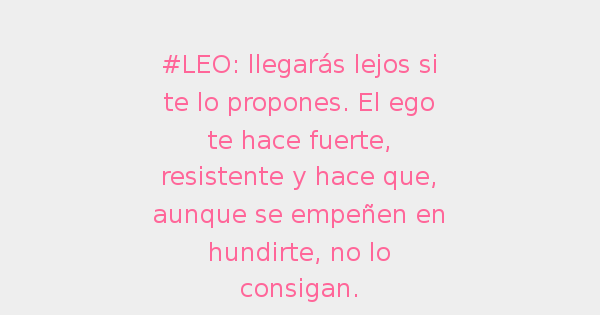 #LEO: llegarás lejos si
te lo propones. El ego
te hace fuerte,
resistente y hace que,
aunque se empeñen en
hundirte, no lo
consigan.